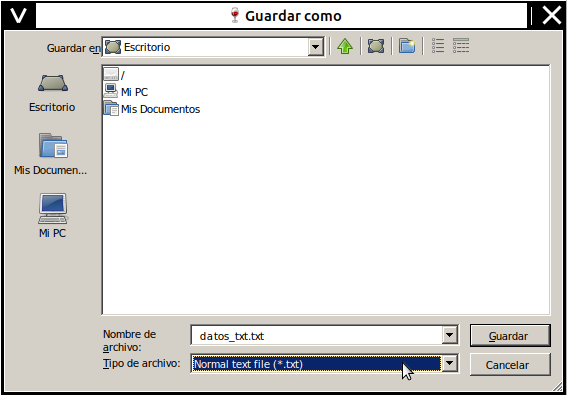 Guardar como
Guardar en
Escritorio
/
Mi PC
Mis Documentos
Escritorio
Mis Documen...
Mi PC
Nombre de archivo:
datos_txt.txt
Guardar
Tipo de archivo:
Normal text file (*.txt)
Cancelar